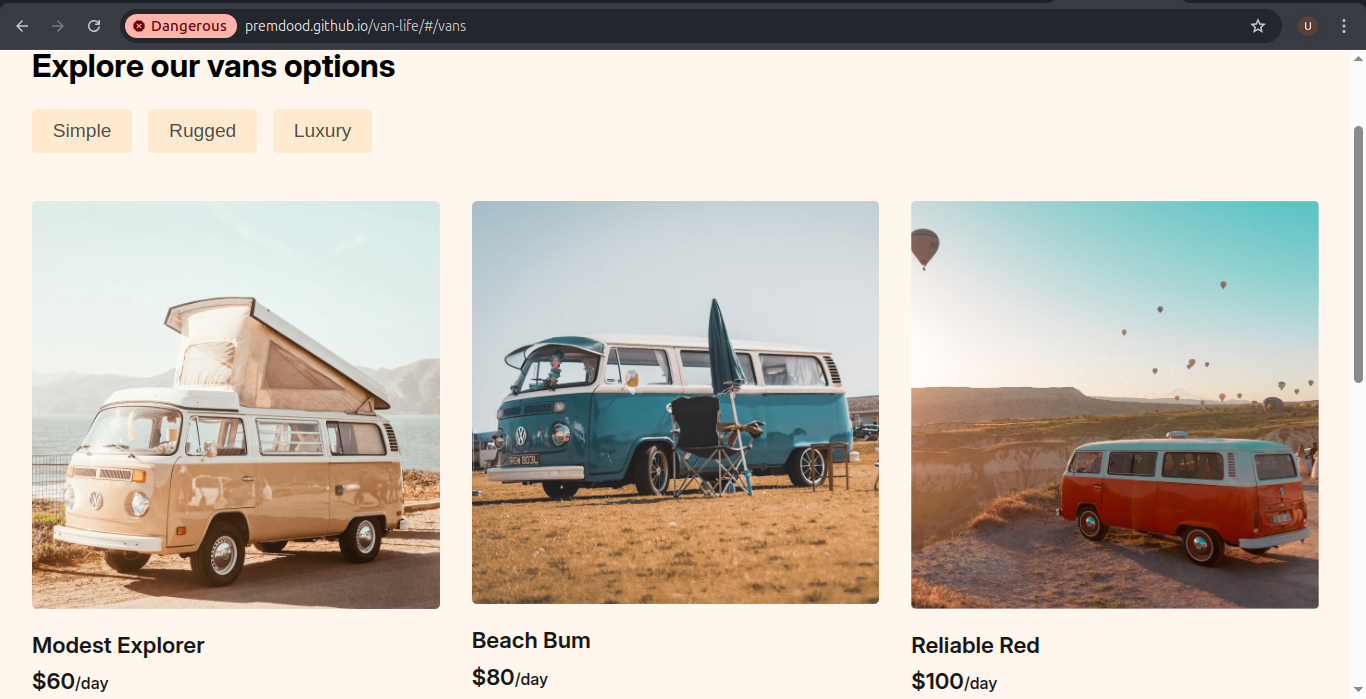 Dangerous premdood.github.io/van-life/#/vans U
Explore our vans options
Simple Rugged Luxury
Modest Explorer
$60/day
Beach Bum
$80/day
Reliable Red
$100/day